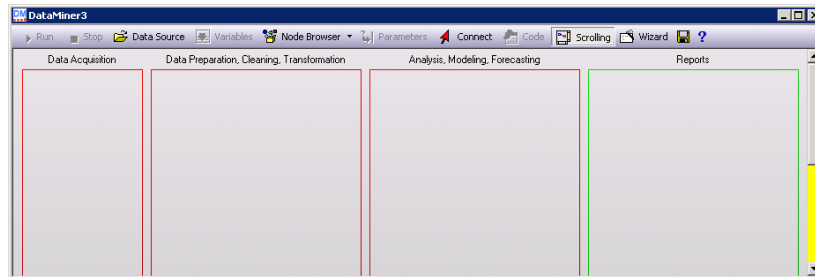 DM DataMiner3
Run Stop Data Source Variables Node Browser Parameters Connect Code Scrolling Wizard ?
Data Acquisition Data Preparation, Cleaning, Transformation Analysis, Modeling, Forecasting Reports